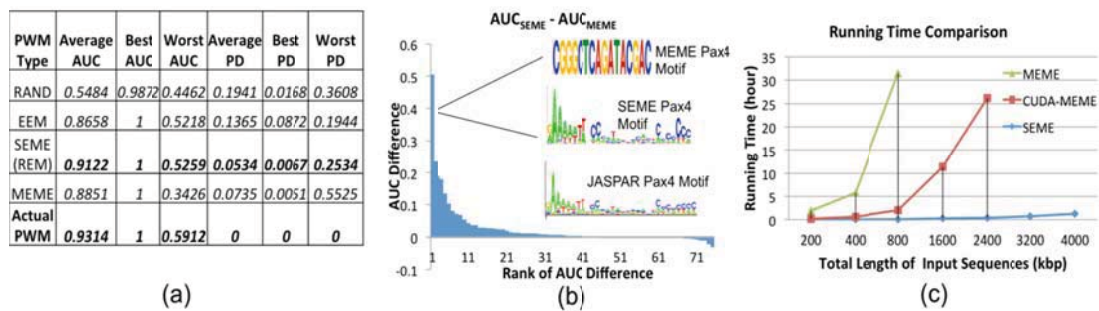 PWM Type Average AUC Best AUC Worst AUC Average PD Best PD Worst PD
RAND 0.5484 0.9872 0.4462 0.1941 0.0168 0.3608
EEM 0.8658 1 0.5218 0.1365 0.0872 0.1944
SEME (REM) 0.9122 1 0.5259 0.0534 0.0067 0.2534
MEME 0.8851 1 0.3426 0.0735 0.0051 0.5525
Actual PWM 0.9314 1 0.5912 0 0 0
(a)
AUC SEME - AUC MEME
0.6
0.5
0.4
0.3
0.2
0.1
0
-0.1
AUC Difference
CGGGCTCAGATACGAC
MEME Pax4
Motif
SEME Pax4
Motif
JASPAR Pax4 Motif
1 11 21 31 41 51 61 71
Rank of AUC Difference
(b)
Running Time Comparison
Running Time (hour)
35
30
25
20
15
10
5
0
MEME
CUDA-MEME
SEME
200 400 800 1600 2400 3200 4000
Total Length of Input Sequences (kbp)
(c)